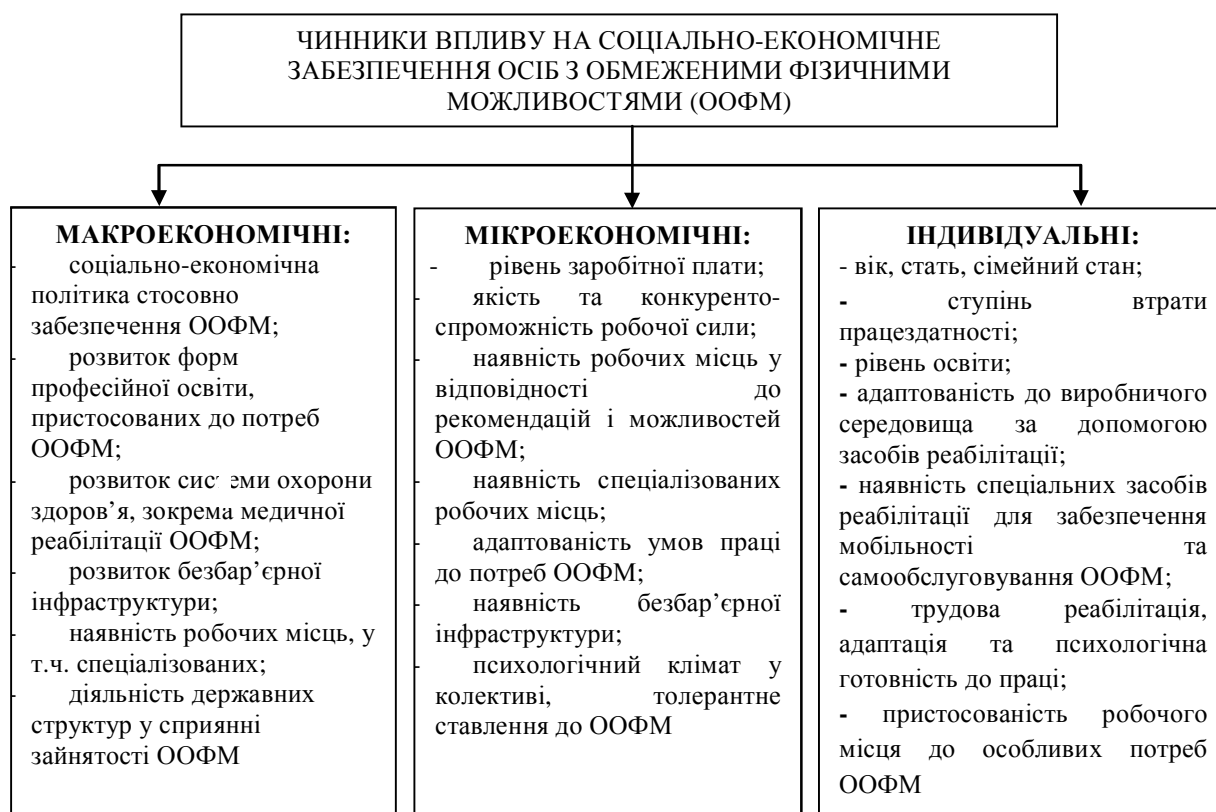 ЧИННИКИ ВПЛИВУ НА СОЦІАЛЬНО-ЕКОНОМІЧНЕ
ЗАБЕЗПЕЧЕННЯ ОСІБ З ОБМЕЖЕНИМИ ФІЗИЧНИМИ
МОЖЛИВОСТЯМИ (ООФМ)
МАКРОЕКОНОМІЧНІ:
- соціально-економічна
політика стосовно
забезпечення ООФМ;
- розвиток форм
професійної освіти,
пристосованих до потреб
ООФМ;
- розвиток системи охорони
здоров’я, зокрема медичної
реабілітації ООФМ;
- розвиток безбар’єрної
інфраструктури;
- наявність робочих місць, у
т.ч. спеціалізованих;
- діяльність державних
структур у сприянні
зайнятості ООФМ
МІКРОЕКОНОМІЧНІ:
- рівень заробітної плати;
- якість та конкуренто-
спроможність робочої сили;
- наявність робочих місць у
відповідності до
рекомендацій і можливостей
ООФМ;
- наявність спеціалізованих
робочих місць;
- адаптованість умов праці
до потреб ООФМ;
- наявність безбар’єрної
інфраструктури;
- психологічний клімат у
колективі, толерантне
ставлення до ООФМ
ІНДИВІДУАЛЬНІ:
- вік, стать, сімейний стан;
- ступінь втрати
працездатності;
- рівень освіти;
- адаптованість до виробничого
середовища за допомогою
засобів реабілітації;
- наявність спеціальних засобів
реабілітації для забезпечення
мобільності та
самообслуговування ООФМ;
- трудова реабілітація,
адаптація та психологічна
готовність до праці;
- пристосованість робочого
місця до особливих потреб
ООФМ